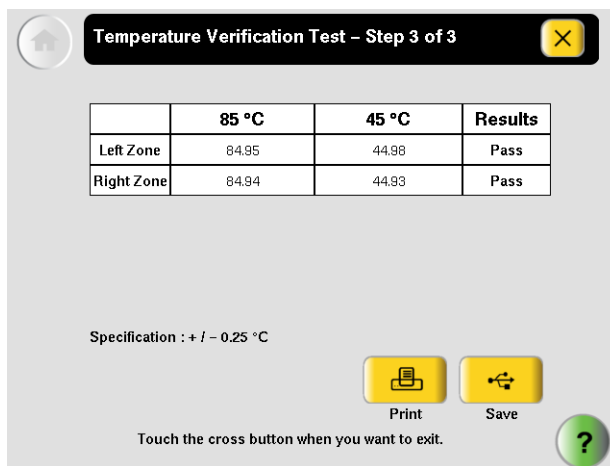 Temperature Verification Test – Step 3 of 3
85 °C 45 °C Results
Left Zone 84.95 44.98 Pass
Right Zone 84.94 44.93 Pass
Specification : + / – 0.25 °C
Print Save
Touch the cross button when you want to exit.
?